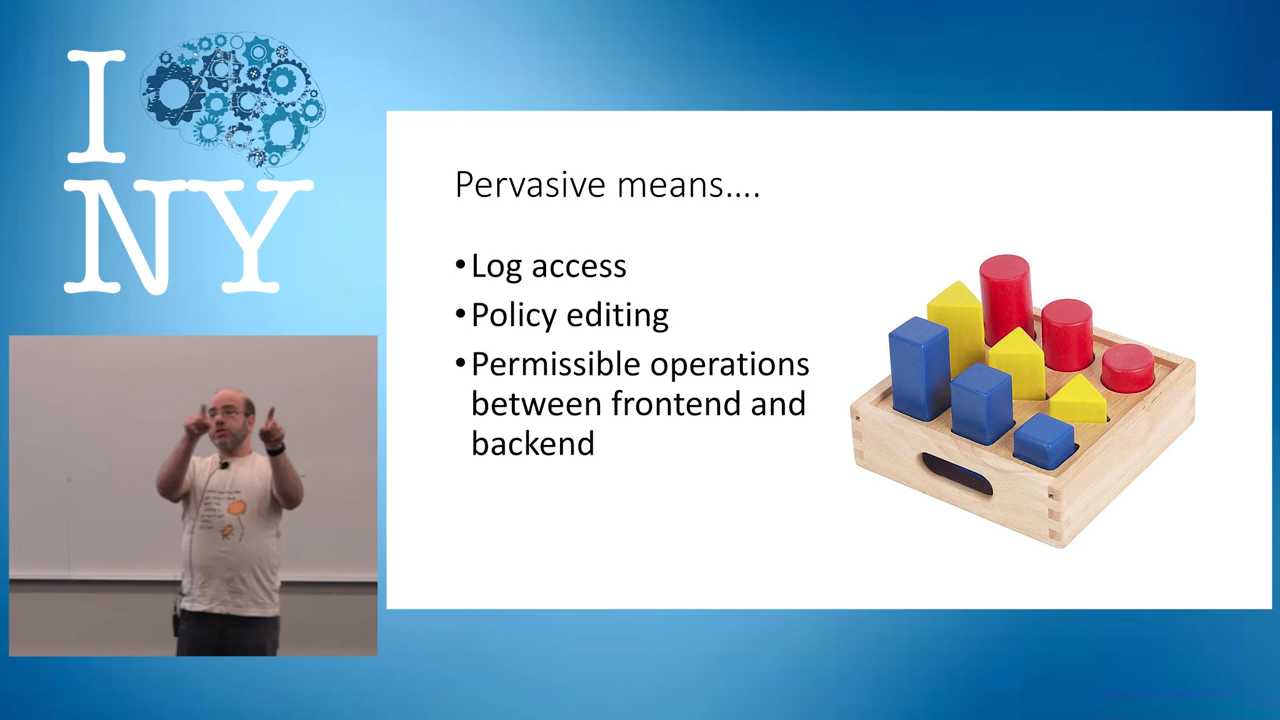 I
NY
Pervasive means....
•Log access
•Policy editing
•Permissible operations
between frontend and
backend